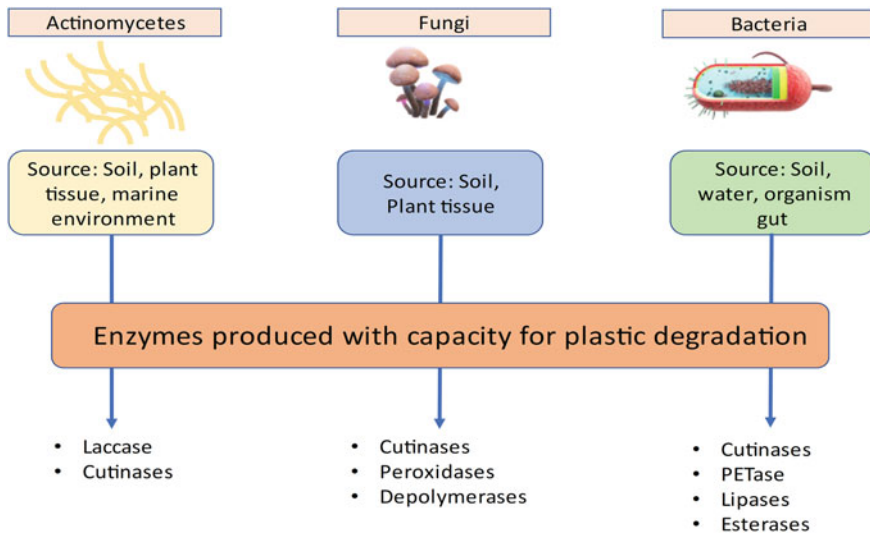 Actinomycetes
Fungi
Bacteria
Source: Soil, plant
tissue, marine
environment
Source: Soil,
Plant tissue
Source: Soil,
water, organism
gut
Enzymes produced with capacity for plastic degradation
• Laccase
• Cutinases
• Cutinases
• Peroxidases
• Depolymerases
• Cutinases
• PETase
• Lipases
• Esterases